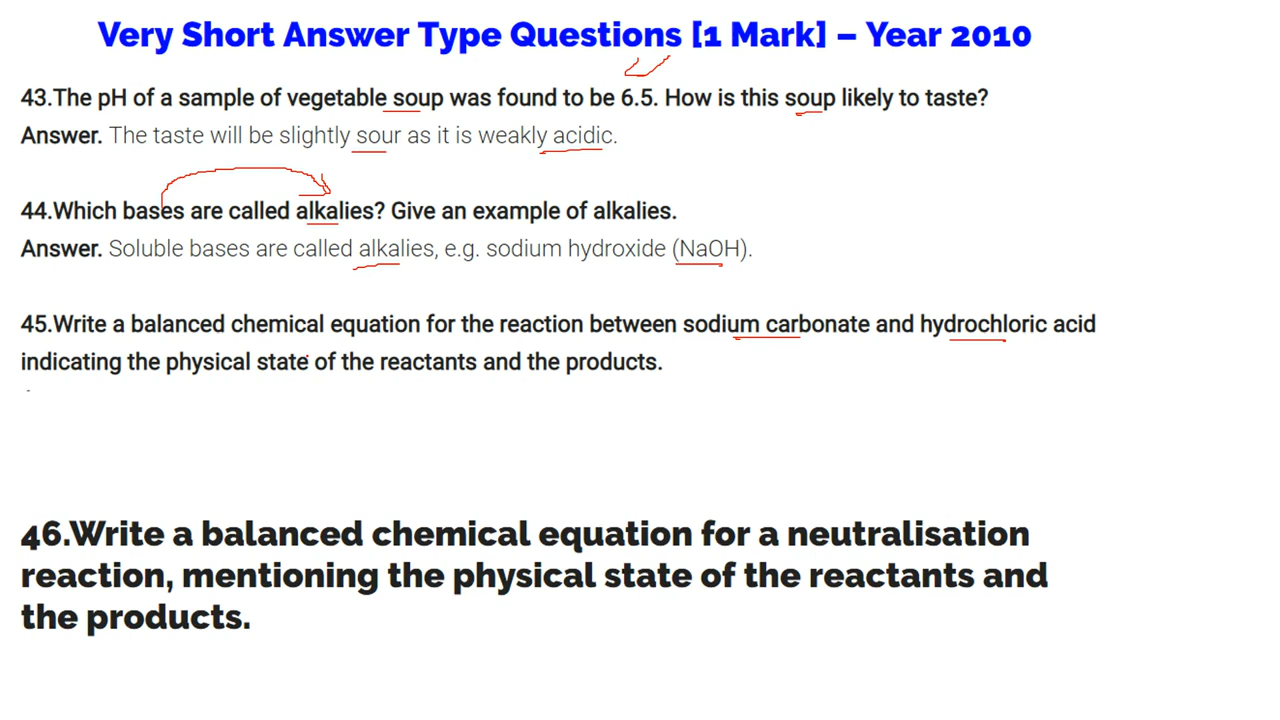 Very Short Answer Type Questions [1 Mark] – Year 2010
43.The pH of a sample of vegetable soup was found to be 6.5. How is this soup likely to taste?
Answer. The taste will be slightly sour as it is weakly acidic.
44.Which bases are called alkalies? Give an example of alkalies.
Answer. Soluble bases are called alkalies, e.g. sodium hydroxide (NaOH).
45.Write a balanced chemical equation for the reaction between sodium carbonate and hydrochloric acid
indicating the physical state of the reactants and the products.
46.Write a balanced chemical equation for a neutralisation
reaction, mentioning the physical state of the reactants and
the products.